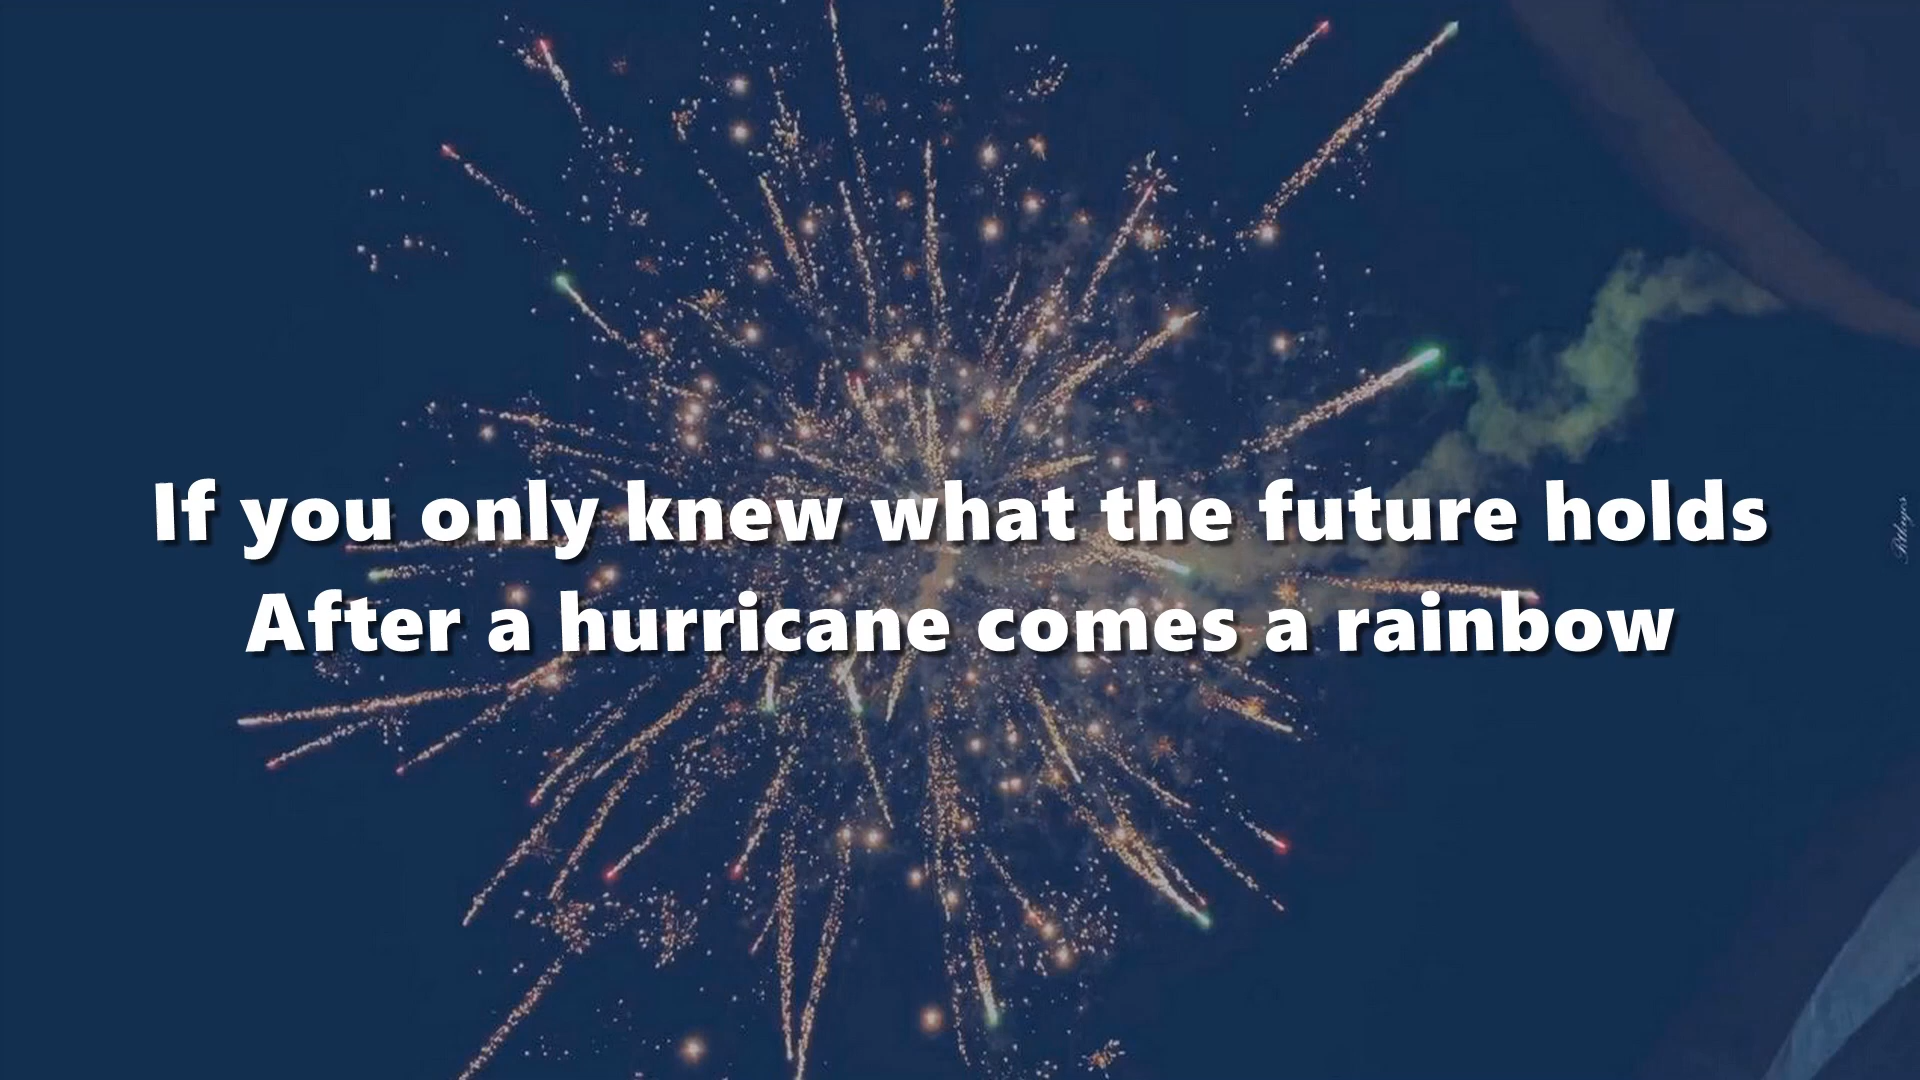 If you only knew what the future holds
After a hurricane comes a rainbow